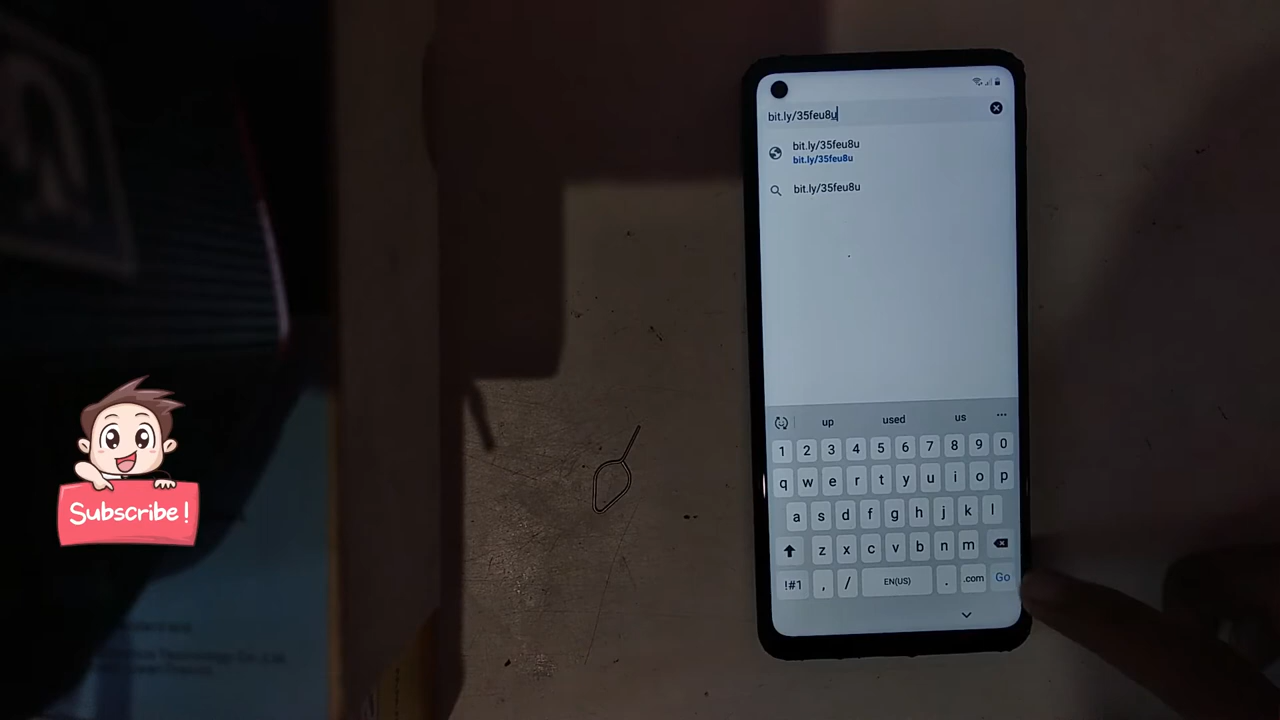 bit.ly/35feu8u
bit.ly/35feu8u
bit.ly/35feu8u
bit.ly/35feu8u
up used us ...
1 2 3 4 5 6 7 8 9 0
q w e r t y u i o p
a s d f g h j k l
z x c v b n m
!#1 , / EN(US) . .com Go
Subscribe!